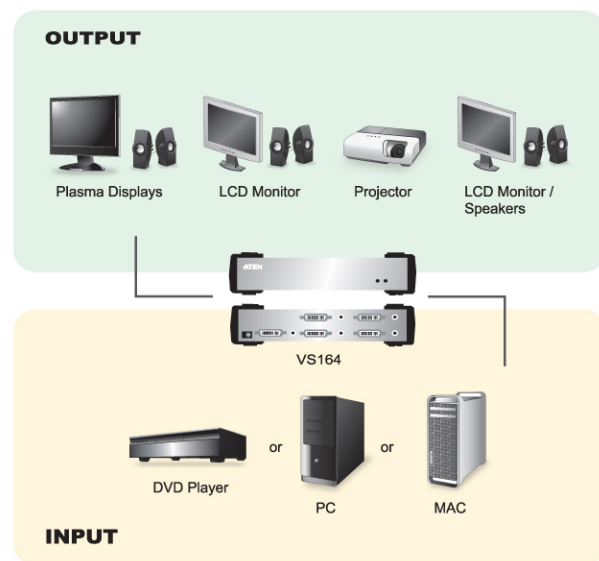 OUTPUT
Plasma Displays
LCD Monitor
Projector
LCD Monitor /
Speakers
ATEN
VS164
or
or
DVD Player
PC
MAC
INPUT